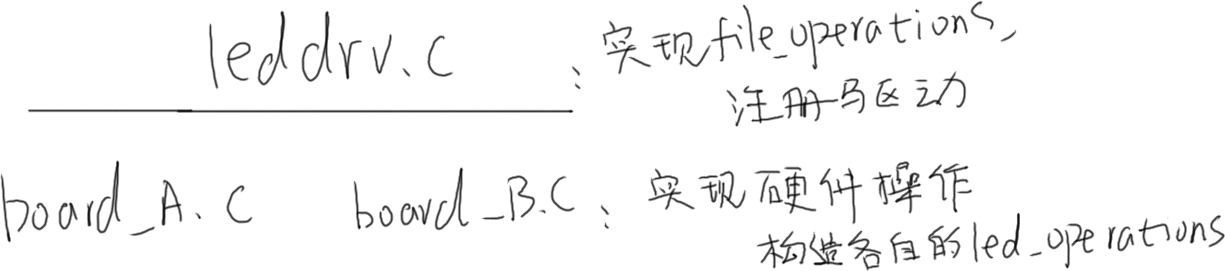 leddrv.c : 实现file_operations,
注册驱动
board_A.c board_B.c : 实现硬件操作
构造各自的led_operations